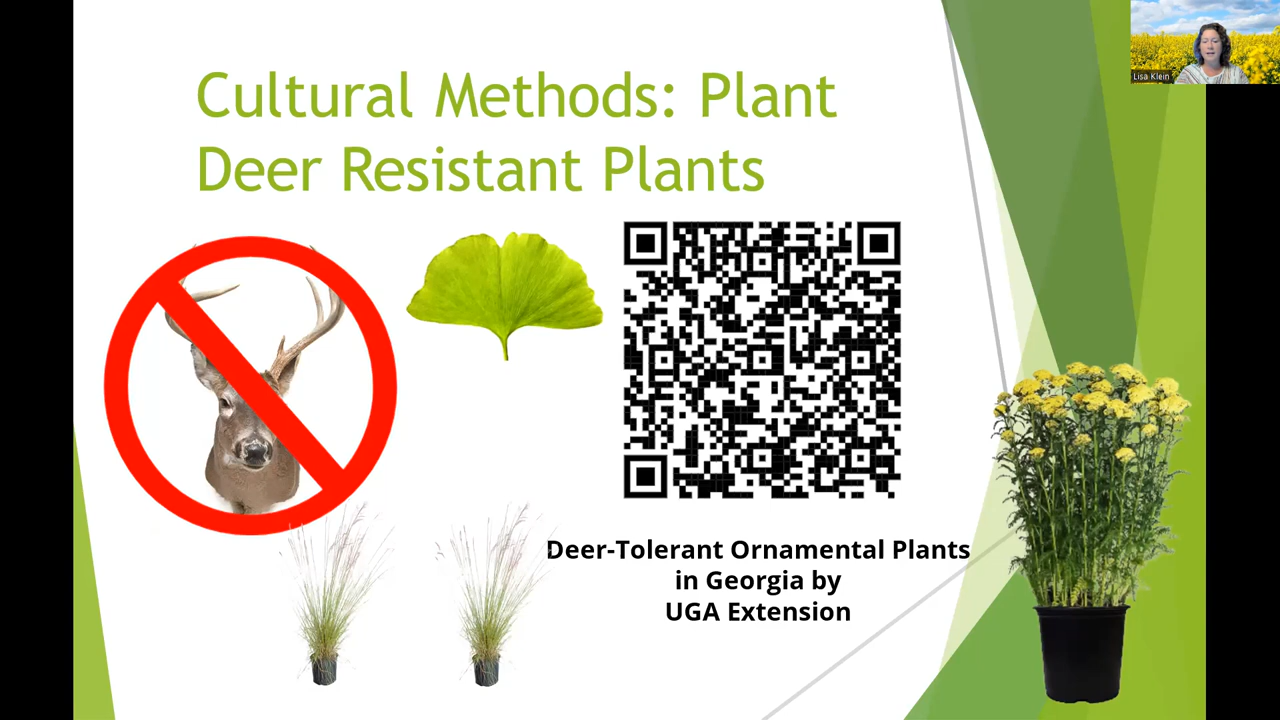 Cultural Methods: Plant
Deer Resistant Plants
Lisa Klein
Deer-Tolerant Ornamental Plants
in Georgia by
UGA Extension